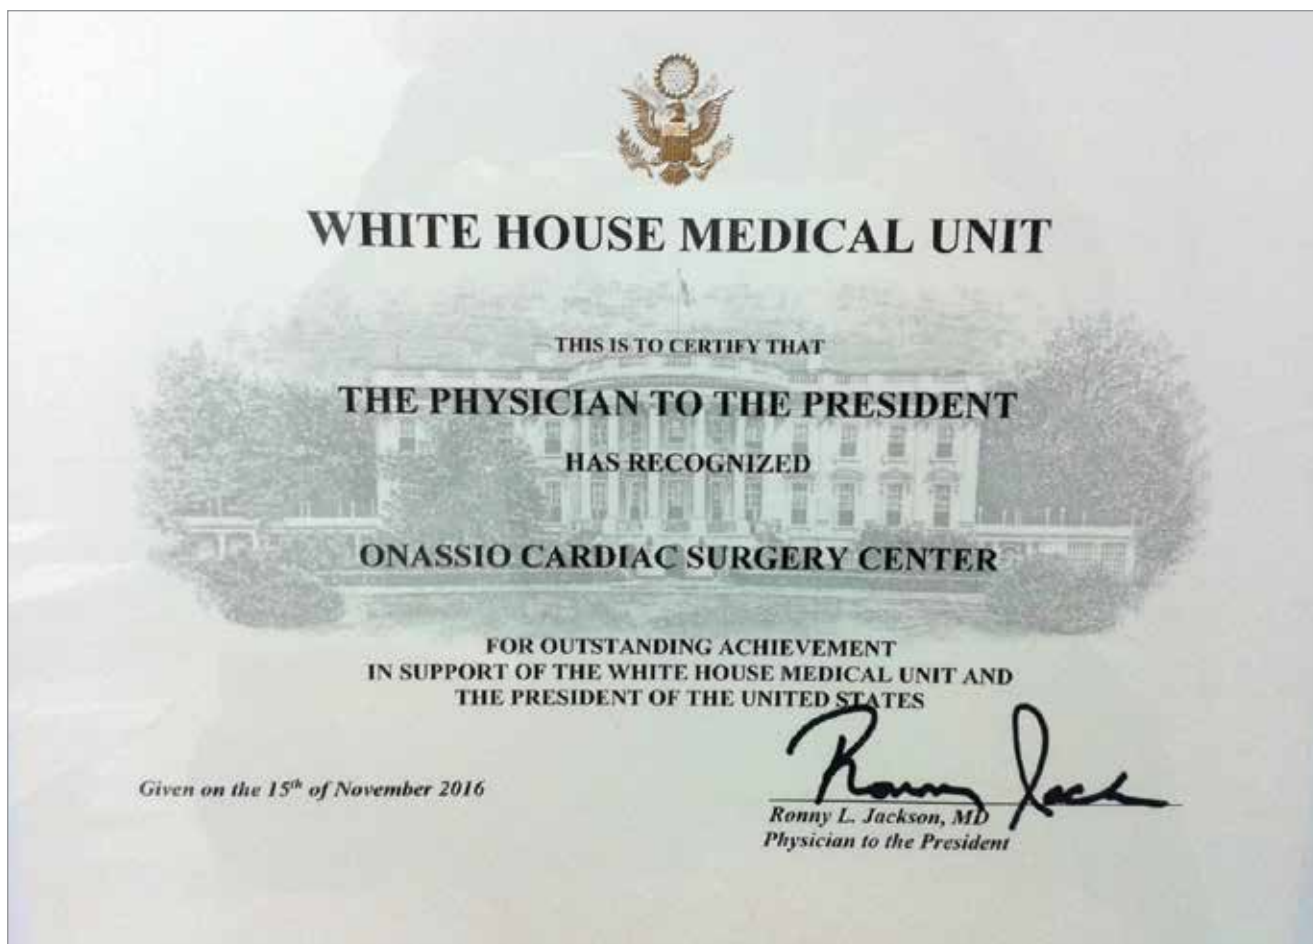 WHITE HOUSE MEDICAL UNIT
THIS IS TO CERTIFY THAT
THE PHYSICIAN TO THE PRESIDENT
HAS RECOGNIZED
ONASSIO CARDIAC SURGERY CENTER
FOR OUTSTANDING ACHIEVEMENT
IN SUPPORT OF THE WHITE HOUSE MEDICAL UNIT AND
THE PRESIDENT OF THE UNITED STATES
Given on the 15th of November 2016
Ronny Jack
Ronny L. Jackson, MD
Physician to the President